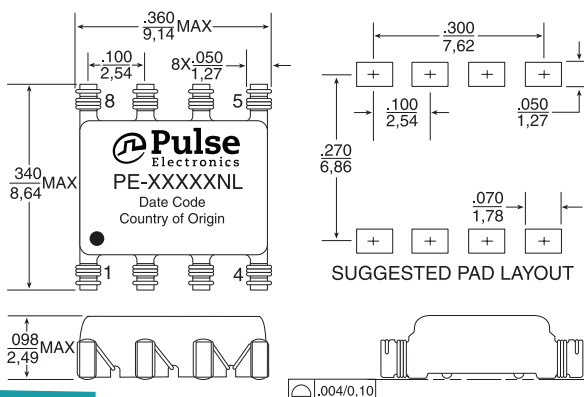 .360
9,14 MAX
.100
2,54
8X .050
1,27
8
5
.340
8,64 MAX
Pulse
Electronics
PE-XXXXXNL
Date Code
Country of Origin
1
4
.300
7,62
.100
2,54
.050
1,27
.270
6,86
.070
1,78
SUGGESTED PAD LAYOUT
.098
2,49 MAX
.004/0,10